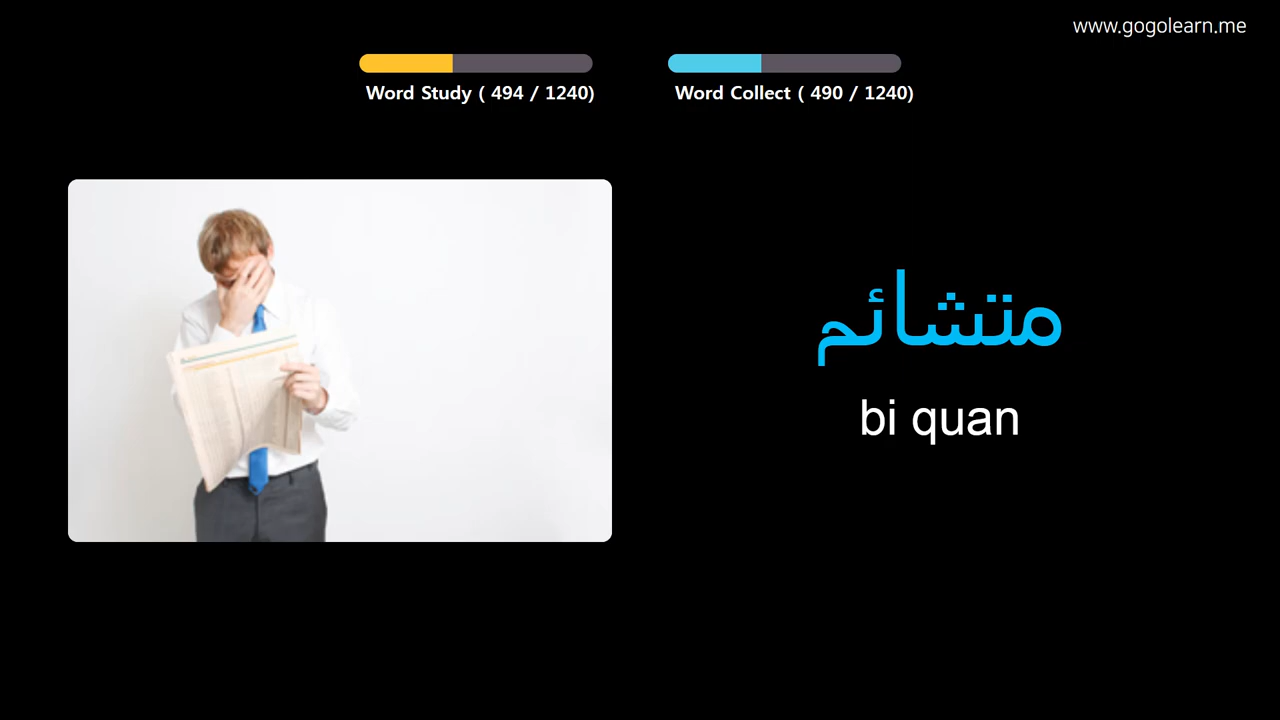 www.gogolearn.me
Word Study ( 494 / 1240)
Word Collect ( 490 / 1240)
متشائم
bi quan